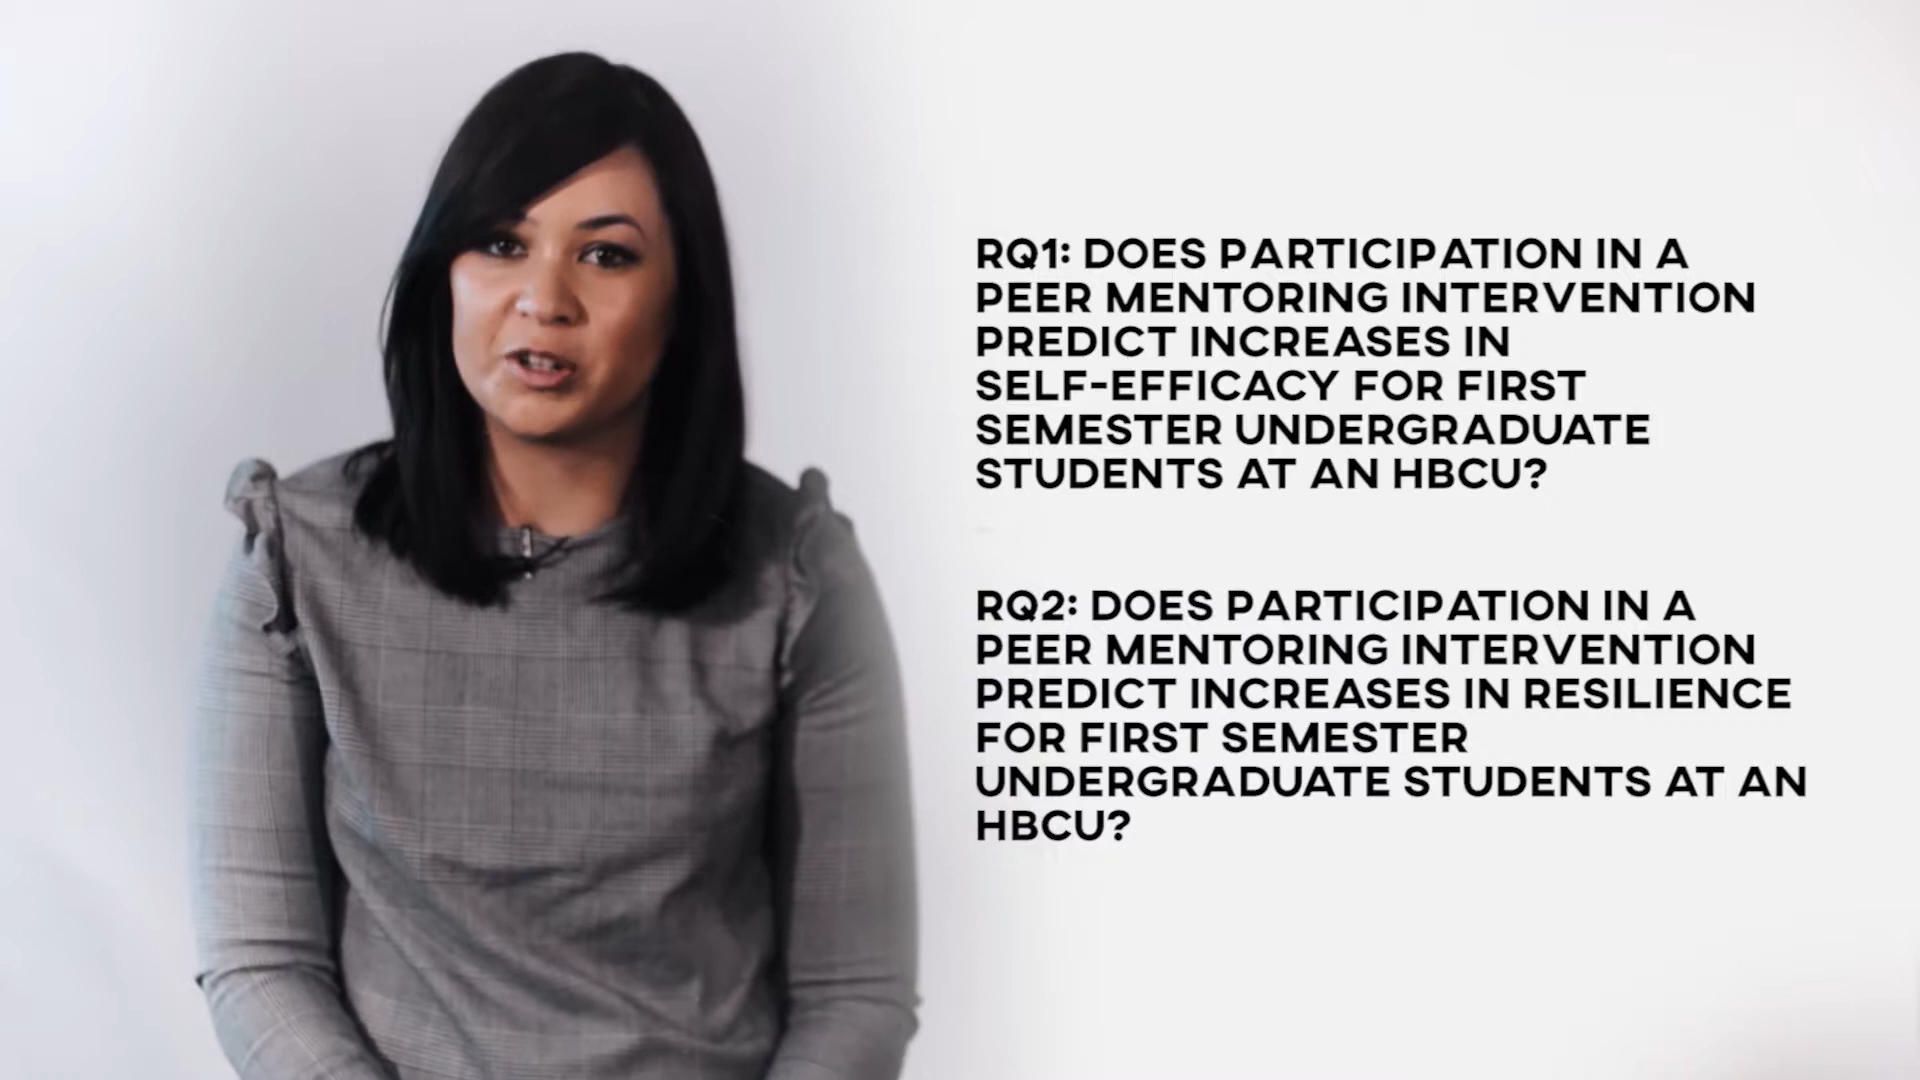 RQ1: DOES PARTICIPATION IN A
PEER MENTORING INTERVENTION
PREDICT INCREASES IN
SELF-EFFICACY FOR FIRST
SEMESTER UNDERGRADUATE
STUDENTS AT AN HBCU?
RQ2: DOES PARTICIPATION IN A
PEER MENTORING INTERVENTION
PREDICT INCREASES IN RESILIENCE
FOR FIRST SEMESTER
UNDERGRADUATE STUDENTS AT AN
HBCU?